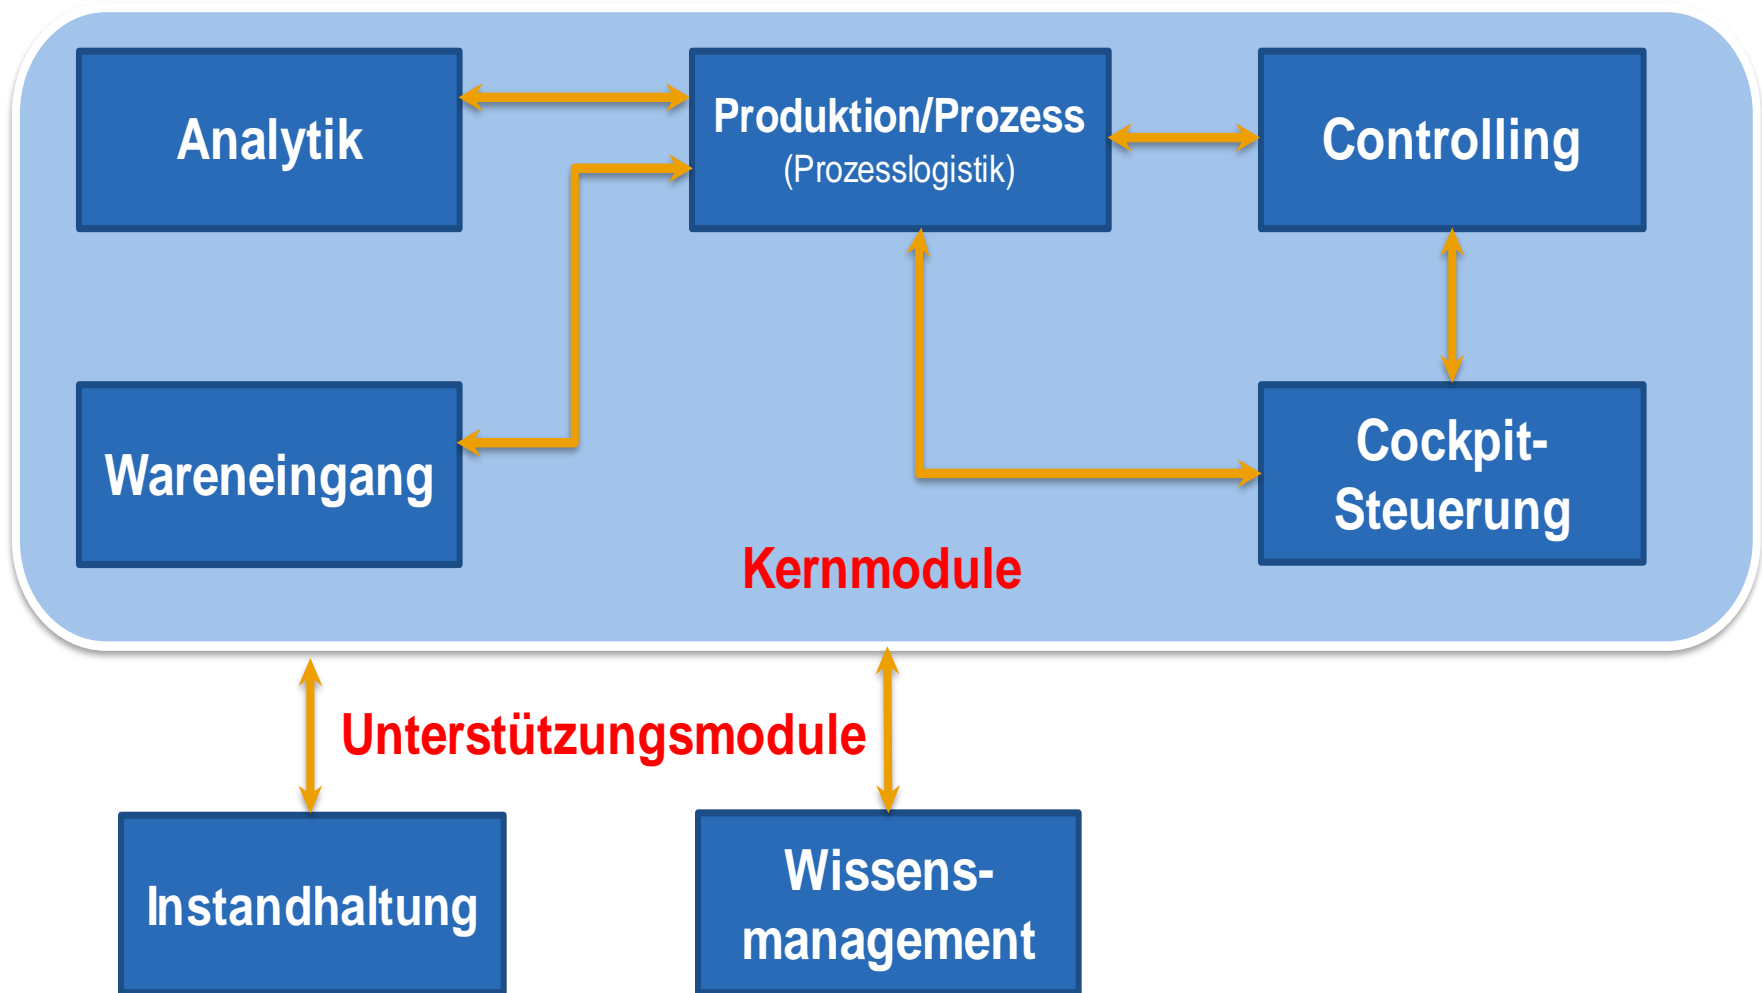 Analytik
Produktion/Prozess
(Prozesslogistik)
Controlling
Wareneingang
Cockpit-
Steuerung
Kernmodule
Unterstützungsmodule
Instandhaltung
Wissens-
management